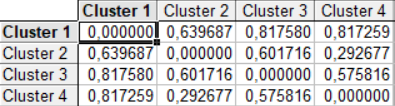 Cluster 1 Cluster 2 Cluster 3 Cluster 4
Cluster 1 0,000000 0,639687 0,817580 0,817259
Cluster 2 0,639687 0,000000 0,601716 0,292677
Cluster 3 0,817580 0,601716 0,000000 0,575816
Cluster 4 0,817259 0,292677 0,575816 0,000000